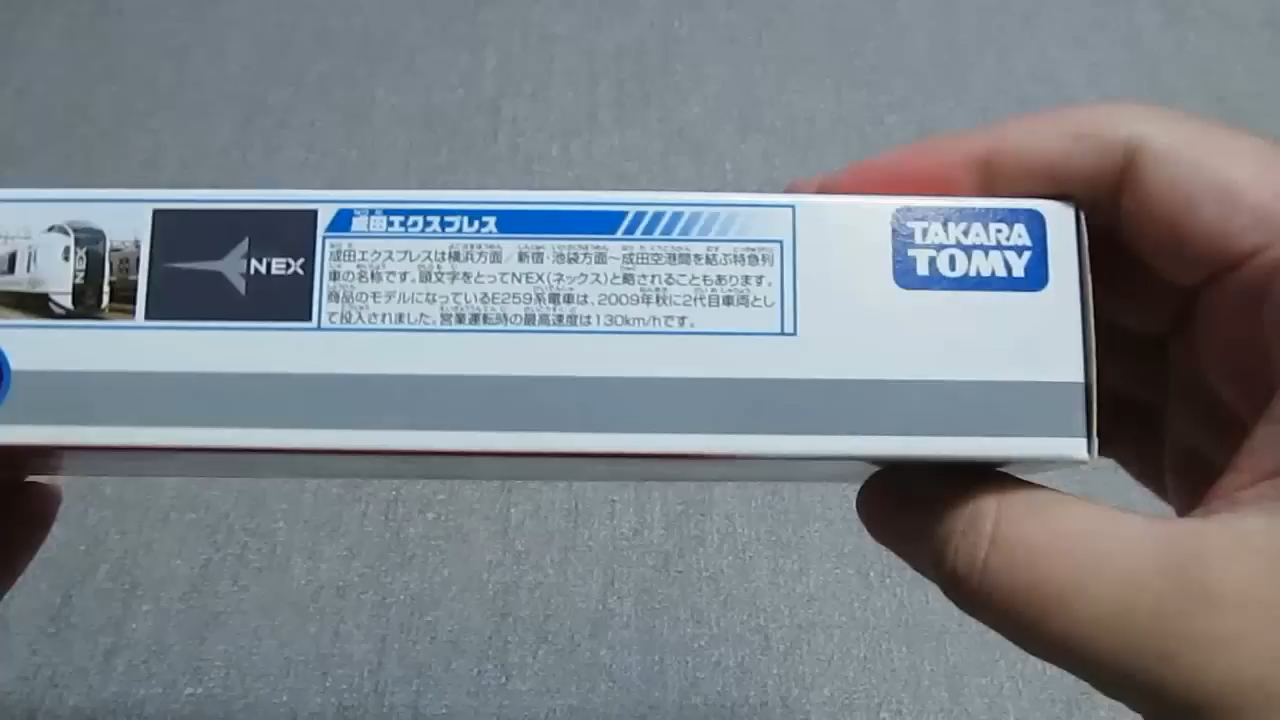 N'EX
成田エクスプレス
成田エクスプレスは横浜方面／新宿・池袋方面～成田空港間を結ぶ特急列
車の名称です。頭文字をとってN'EX(ネックス)と略されることもあります。
商品のモデルになっているE259系電車は、2009年秋に2代目車両とし
て投入されました。営業運転時の最高速度は130km/hです。
TAKARA
TOMY